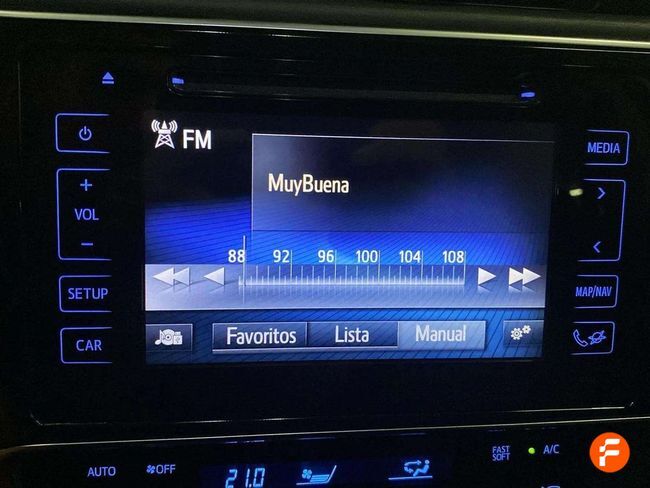 FM
MEDIA
MuyBuena
+
VOL
−
88 92 96 100 104 108
SETUP
MAP/NAV
CAR
Favoritos Lista Manual
AUTO
OFF
21.0
FAST
SOFT
A/C
F